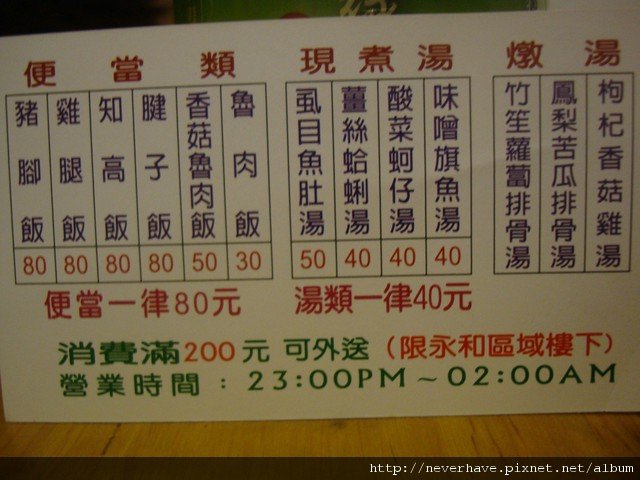 便當類
豬腳飯 80
雞腿飯 80
知高飯 80
腱子飯 80
香菇魯肉飯 50
魯肉飯 30
便當一律80元
現煮湯
虱目魚肚湯 50
薑絲蛤蜊湯 40
酸菜蚵仔湯 40
味噌旗魚湯 40
湯類一律40元
燉湯
竹笙蘿蔔排骨湯
鳳梨苦瓜排骨湯
枸杞香菇雞湯
消費滿200元 可外送（限永和區域樓下）
營業時間：23:00PM～02:00AM
http://neverhave.pixnet.net/album